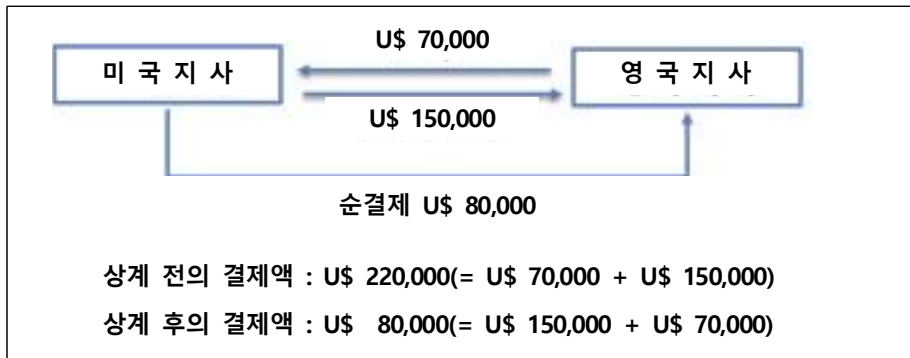 U$ 70,000
미 국 지 사
영 국 지 사
U$ 150,000
순결제 U$ 80,000
상계 전의 결제액 : U$ 220,000(= U$ 70,000 + U$ 150,000)
상계 후의 결제액 : U$ 80,000(= U$ 150,000 + U$ 70,000)